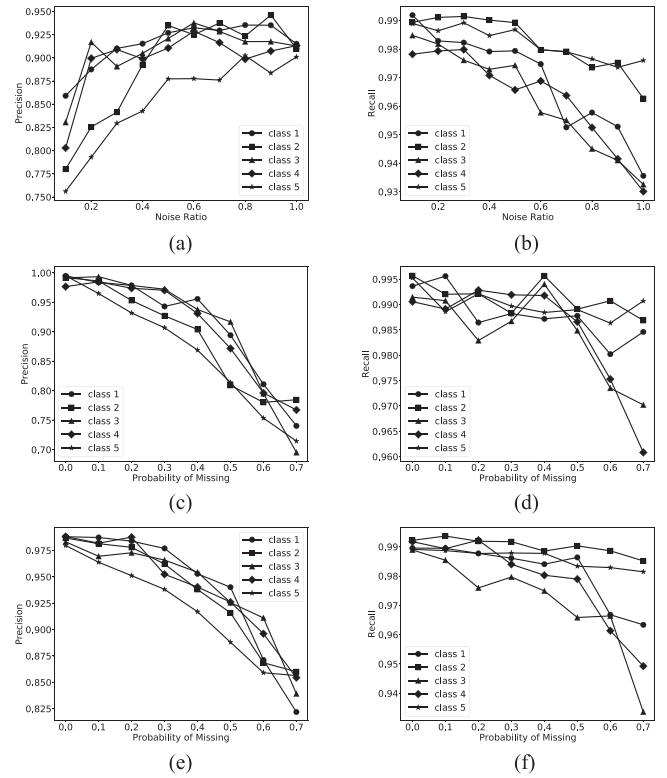 0.950
0.925
0.900
0.875
0.850
0.825
0.800
0.775
0.750
Precision
0.2
0.4
0.6
0.8
1.0
Noise Ratio
class 1
class 2
class 3
class 4
class 5
(a)
0.99
0.98
0.97
0.96
0.95
0.94
0.93
Recall
0.2
0.4
0.6
0.8
1.0
Noise Ratio
class 1
class 2
class 3
class 4
class 5
(b)
1.00
0.95
0.90
0.85
0.80
0.75
0.70
Precision
0.0
0.1
0.2
0.3
0.4
0.5
0.6
0.7
Probability of Missing
class 1
class 2
class 3
class 4
class 5
(c)
0.995
0.990
0.985
0.980
0.975
0.970
0.965
0.960
Recall
0.0
0.1
0.2
0.3
0.4
0.5
0.6
0.7
Probability of Missing
class 1
class 2
class 3
class 4
class 5
(d)
0.975
0.950
0.925
0.900
0.875
0.850
0.825
Precision
0.0
0.1
0.2
0.3
0.4
0.5
0.6
0.7
Probability of Missing
class 1
class 2
class 3
class 4
class 5
(e)
0.99
0.98
0.97
0.96
0.95
0.94
Recall
0.0
0.1
0.2
0.3
0.4
0.5
0.6
0.7
Probability of Missing
class 1
class 2
class 3
class 4
class 5
(f)